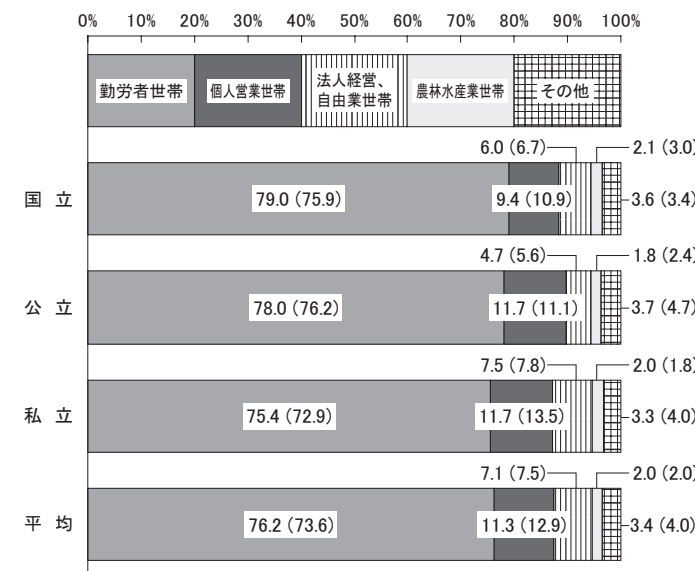 0% 10% 20% 30% 40% 50% 60% 70% 80% 90% 100%
勤労者世帯 個人営業世帯 法人経営、自由業世帯 農林水産業世帯 その他
6.0 (6.7) 2.1 (3.0)
国 立 79.0 (75.9) 9.4 (10.9) 3.6 (3.4)
4.7 (5.6) 1.8 (2.4)
公 立 78.0 (76.2) 11.7 (11.1) 3.7 (4.7)
7.5 (7.8) 2.0 (1.8)
私 立 75.4 (72.9) 11.7 (13.5) 3.3 (4.0)
7.1 (7.5) 2.0 (2.0)
平 均 76.2 (73.6) 11.3 (12.9) 3.4 (4.0)